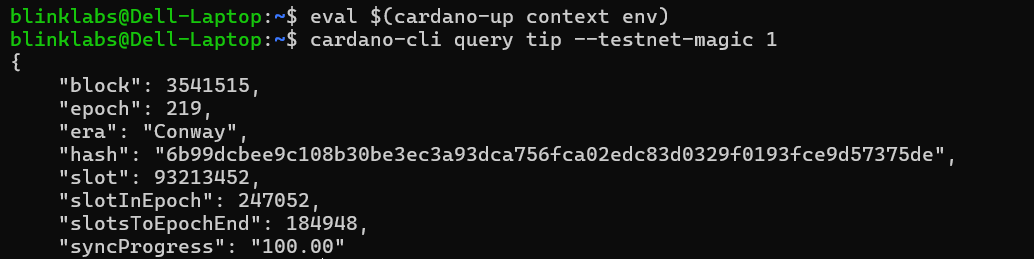 blinklabs@Dell-Laptop:~$ eval $(cardano-up context env)
blinklabs@Dell-Laptop:~$ cardano-cli query tip --testnet-magic 1
{
    "block": 3541515,
    "epoch": 219,
    "era": "Conway",
    "hash": "6b99dcbee9c108b30be3ec3a93dca756fca02edc83d0329f0193fce9d57375de",
    "slot": 93213452,
    "slotInEpoch": 247052,
    "slotsToEpochEnd": 184948,
    "syncProgress": "100.00"